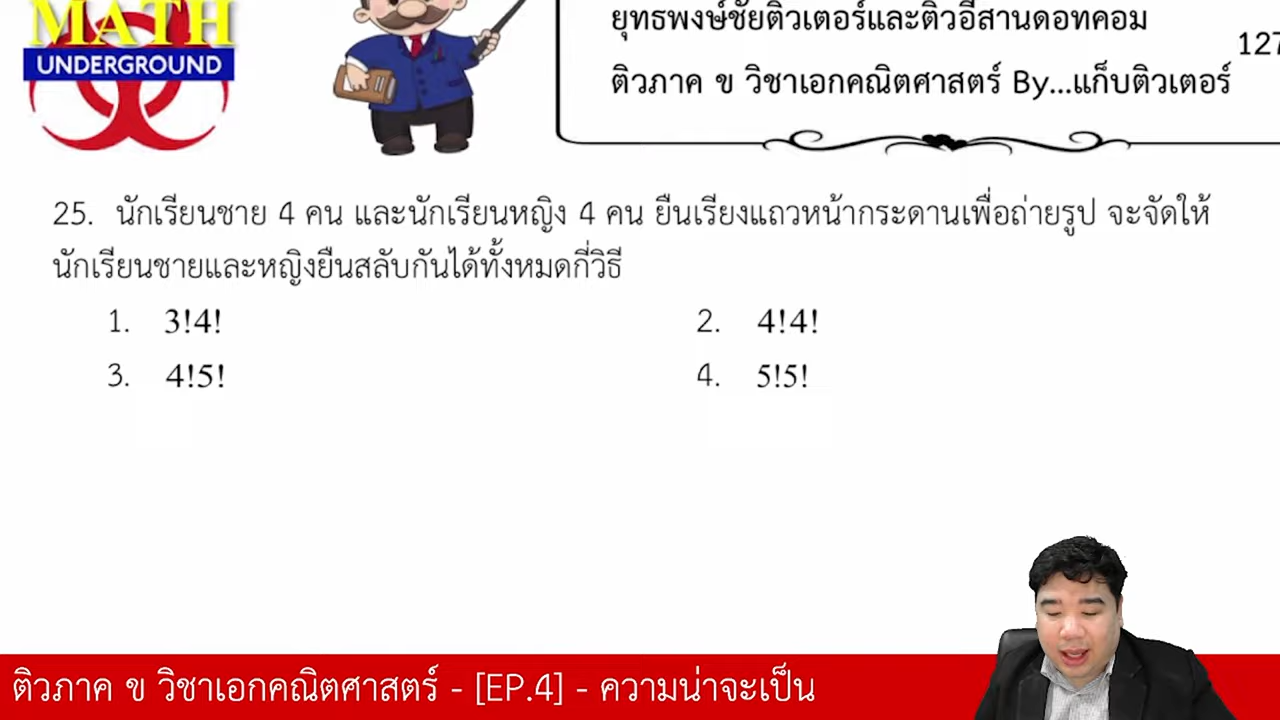 MATH
UNDERGROUND
ยุทธพงษ์ชัยติวเตอร์และติวอีสานดอทคอม
127
ติวภาค ข วิชาเอกคณิตศาสตร์ By...แก็บติวเตอร์
25. นักเรียนชาย 4 คน และนักเรียนหญิง 4 คน ยืนเรียงแถวหน้ากระดานเพื่อถ่ายรูป จะจัดให้
นักเรียนชายและหญิงยืนสลับกันได้ทั้งหมดกี่วิธี
1. 3!4!
2. 4!4!
3. 4!5!
4. 5!5!
ติวภาค ข วิชาเอกคณิตศาสตร์ - [EP.4] - ความน่าจะเป็น